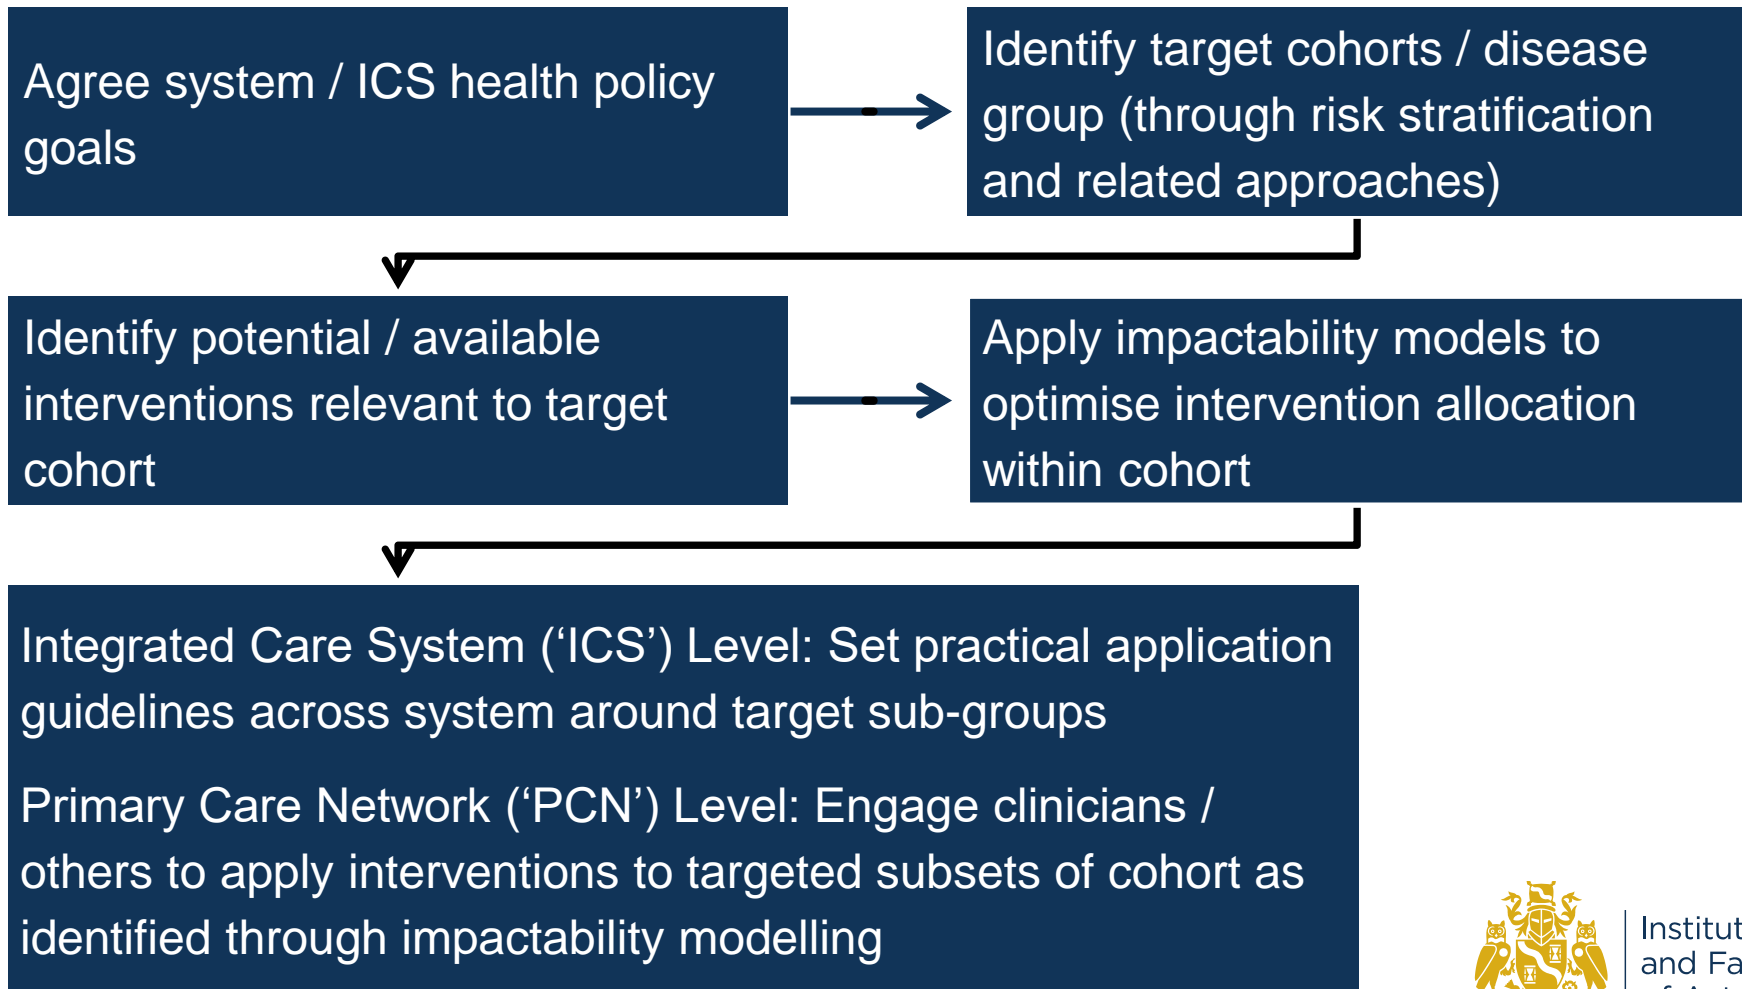 Agree system / ICS health policy
goals
Identify target cohorts / disease
group (through risk stratification
and related approaches)
Identify potential / available
interventions relevant to target
cohort
Apply impactability models to
optimise intervention allocation
within cohort
Integrated Care System (‘ICS’) Level: Set practical application
guidelines across system around target sub-groups
Primary Care Network (‘PCN’) Level: Engage clinicians /
others to apply interventions to targeted subsets of cohort as
identified through impactability modelling
Institut
and Fa